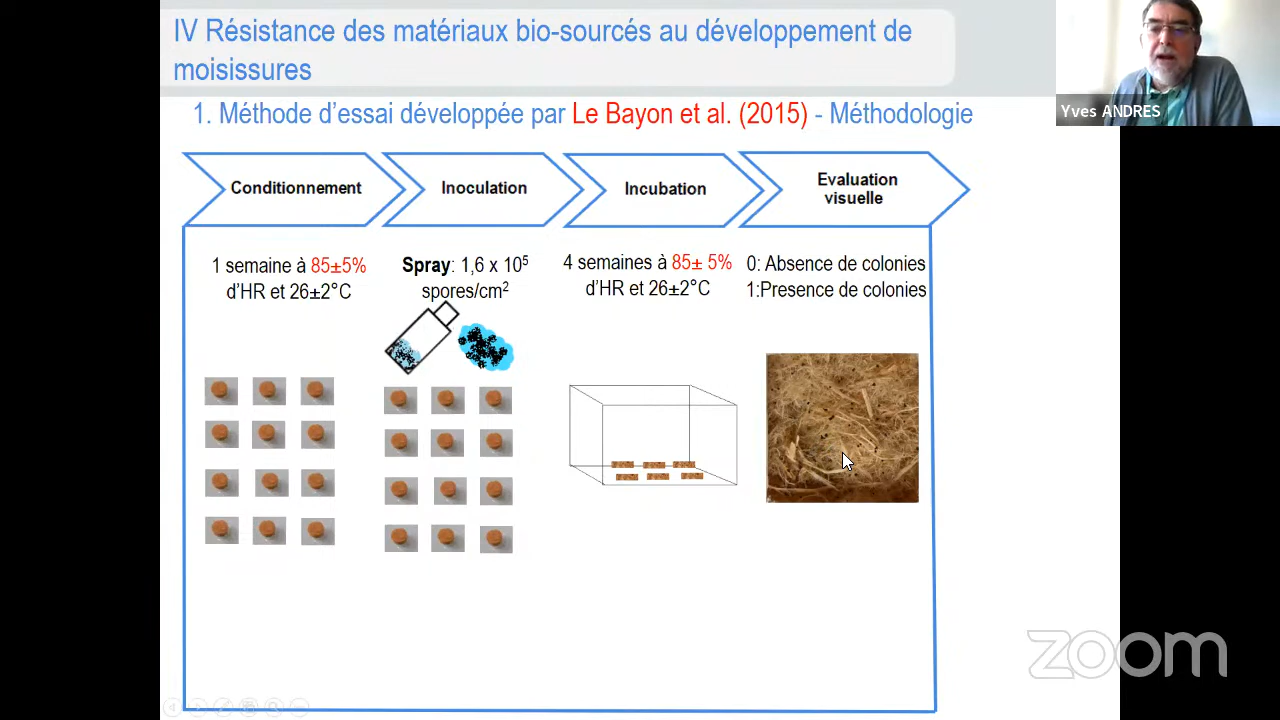 IV Résistance des matériaux bio-sourcés au développement de
moisissures
Yves ANDRES
1. Méthode d'essai développée par Le Bayon et al. (2015) - Méthodologie
Conditionnement
Inoculation
Incubation
Evaluation
visuelle
1 semaine à 85±5%
d'HR et 26±2°C
Spray: 1,6 x 10⁵
spores/cm²
4 semaines à 85± 5%
d'HR et 26±2°C
0: Absence de colonies
1:Presence de colonies
zoom